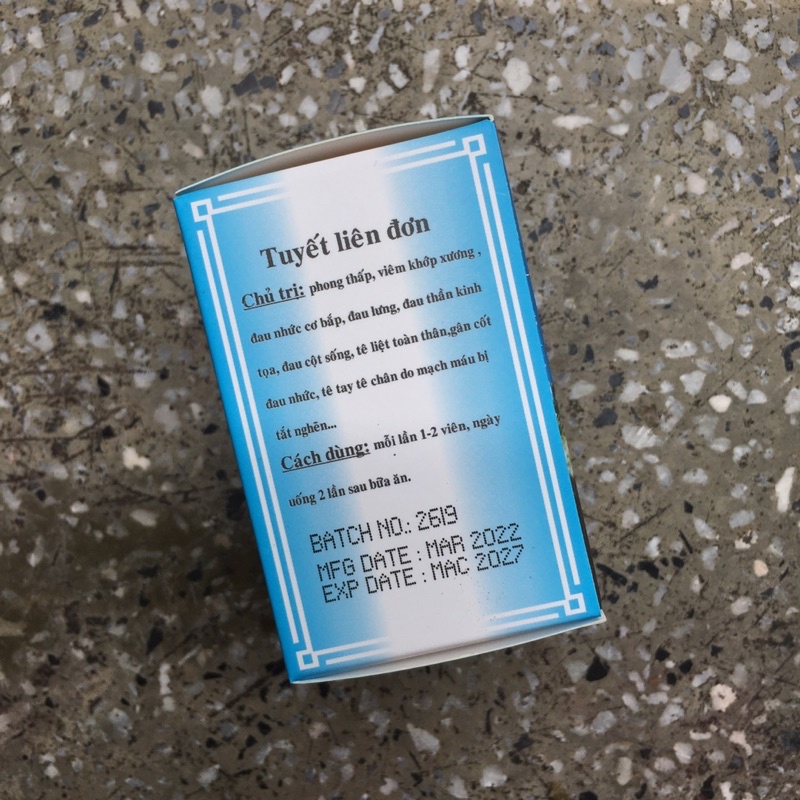 Tuyết liên đơn
Chủ trị: phong thấp, viêm khớp xương ,
đau nhức cơ bắp, đau lưng, đau thần kinh
tọa, đau cột sống, tê liệt toàn thân,gân cốt
đau nhức, tê tay tê chân do mạch máu bị
tắt nghẽn...
Cách dùng: mỗi lần 1-2 viên, ngày
uống 2 lần sau bữa ăn.
BATCH NO.: 2619
MFG DATE : MAR 2022
EXP DATE : MAC 2027